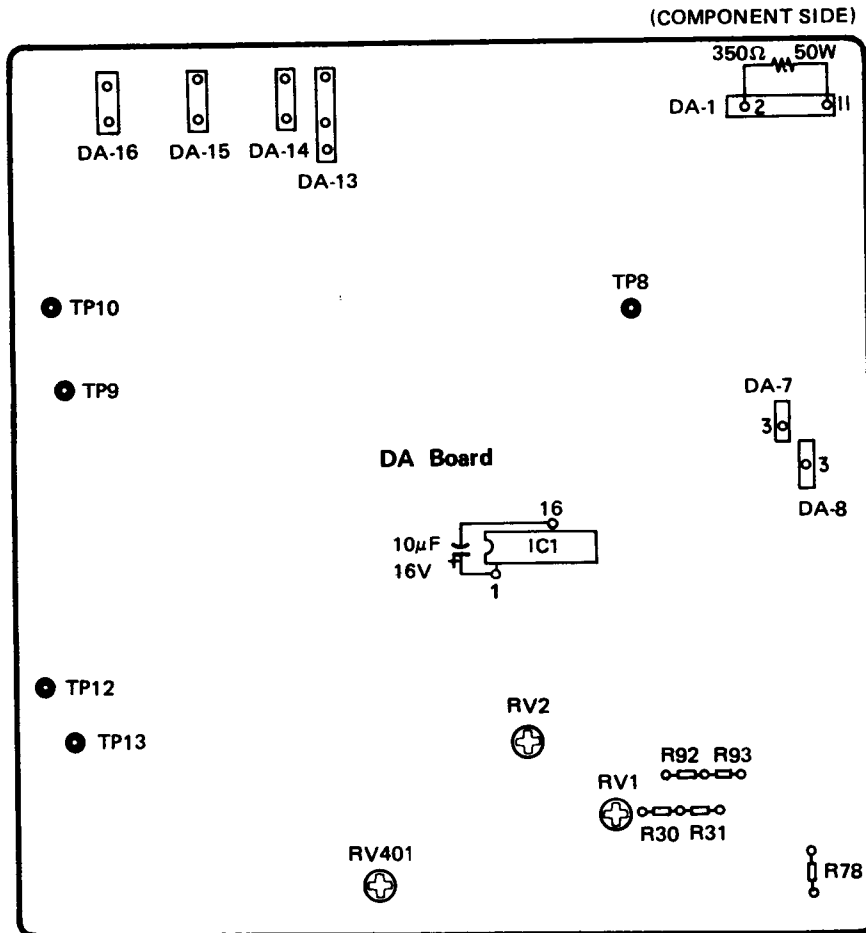 (COMPONENT SIDE)
350Ω 50W
DA-1 2 11
DA-16 DA-15 DA-14
DA-13
TP10 TP8
TP9
DA-7
3
DA Board
3
DA-8
16
10µF IC1
16V
+
1
TP12
RV2
TP13
R92 R93
RV1
R30 R31
RV401
R78